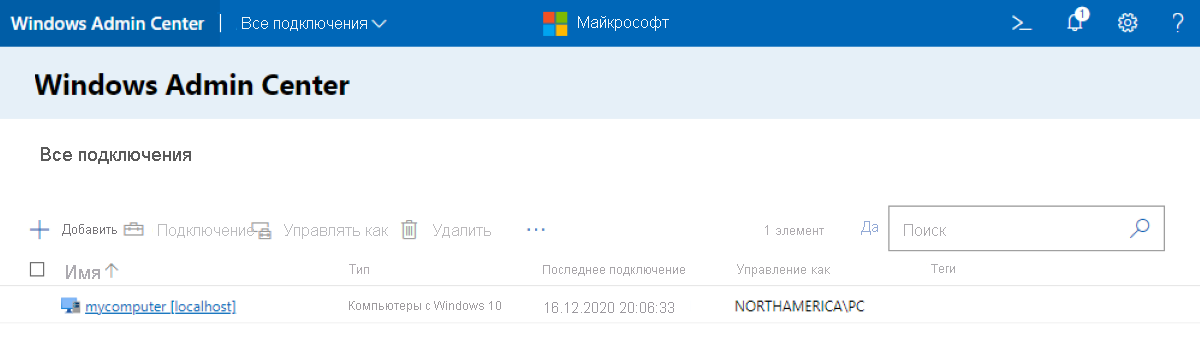 Windows Admin Center Все подключения Майкрософт >_ 1 ?
Windows Admin Center
Все подключения
Добавить Подключение Управлять как Удалить ... 1 элемент Да Поиск
Имя Тип Последнее подключение Управление как Теги
mycomputer [localhost] Компьютеры с Windows 10 16.12.2020 20:06:33 NORTHAMERICA\PC